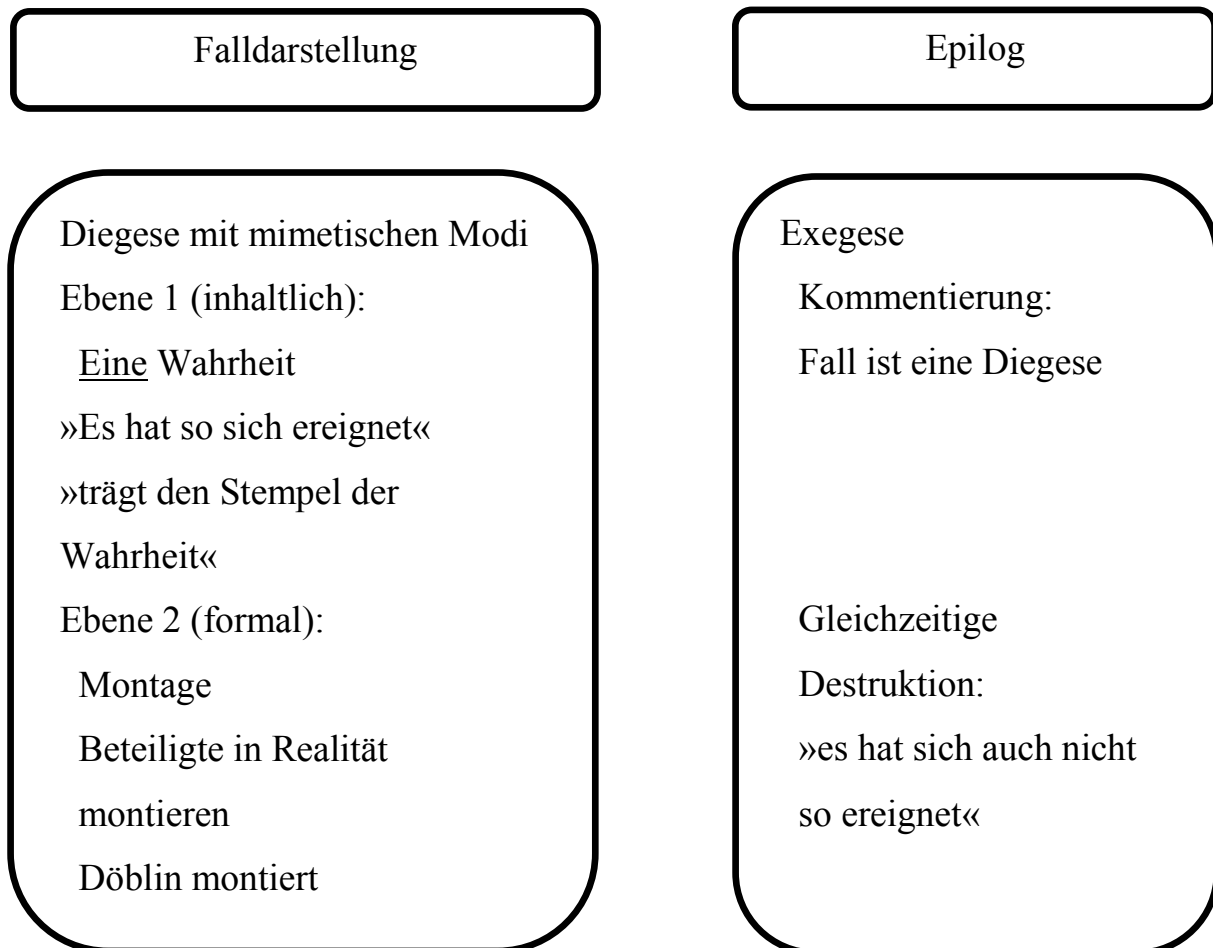 Falldarstellung
Diegese mit mimetischen Modi
Ebene 1 (inhaltlich):
Eine Wahrheit
»Es hat so sich ereignet«
»trägt den Stempel der
Wahrheit«
Ebene 2 (formal):
Montage
Beteiligte in Realität
montieren
Döblin montiert
Epilog
Exegese
Kommentierung:
Fall ist eine Diegese
Gleichzeitige
Destruktion:
»es hat sich auch nicht
so ereignet«